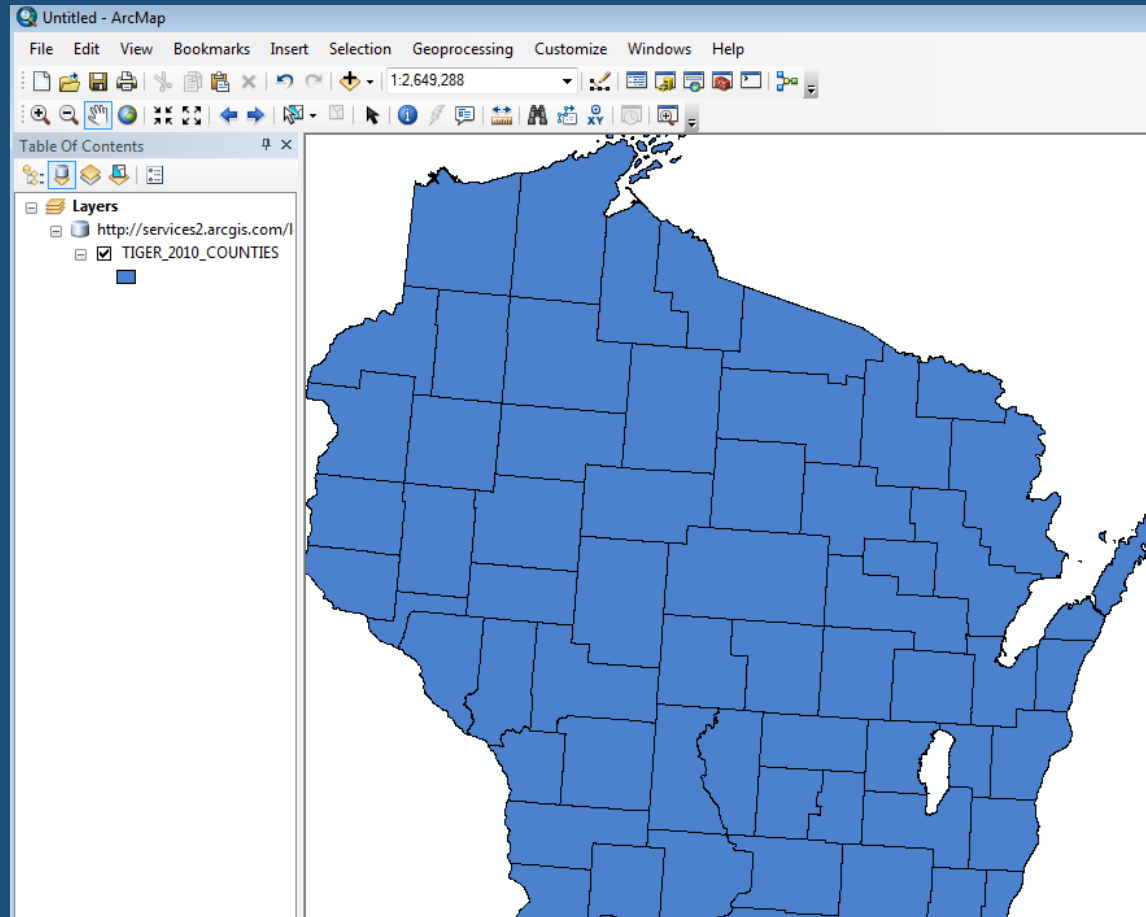 Untitled - ArcMap
File Edit View Bookmarks Insert Selection Geoprocessing Customize Windows Help
1:2,649,288
XY
Table Of Contents
Layers
http://services2.arcgis.com/l
TIGER_2010_COUNTIES